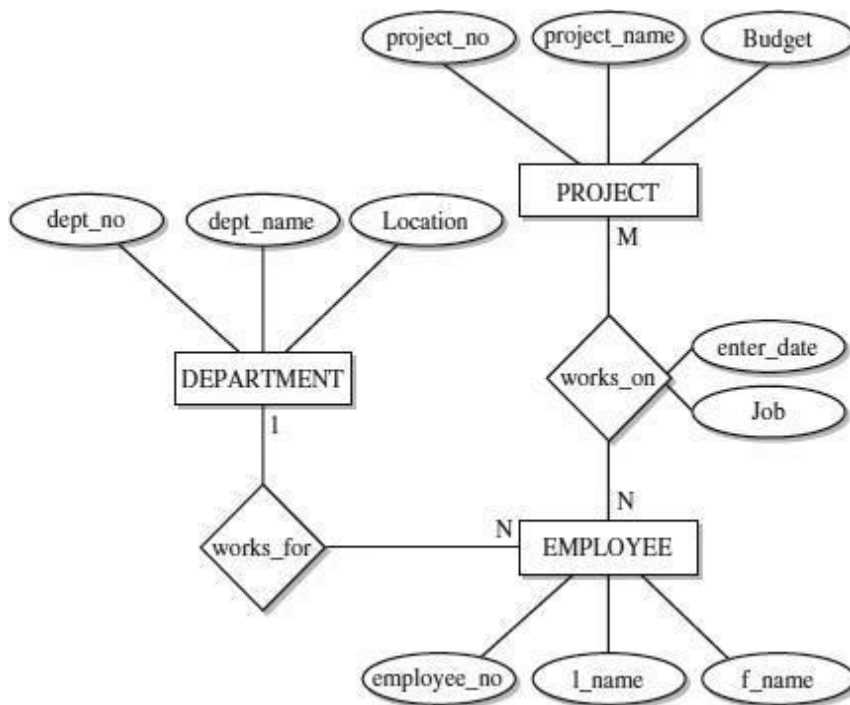 project_no
project_name
Budget
PROJECT
M
dept_no
dept_name
Location
DEPARTMENT
1
works_on
enter_date
Job
works_for
N
N
EMPLOYEE
employee_no
l_name
f_name